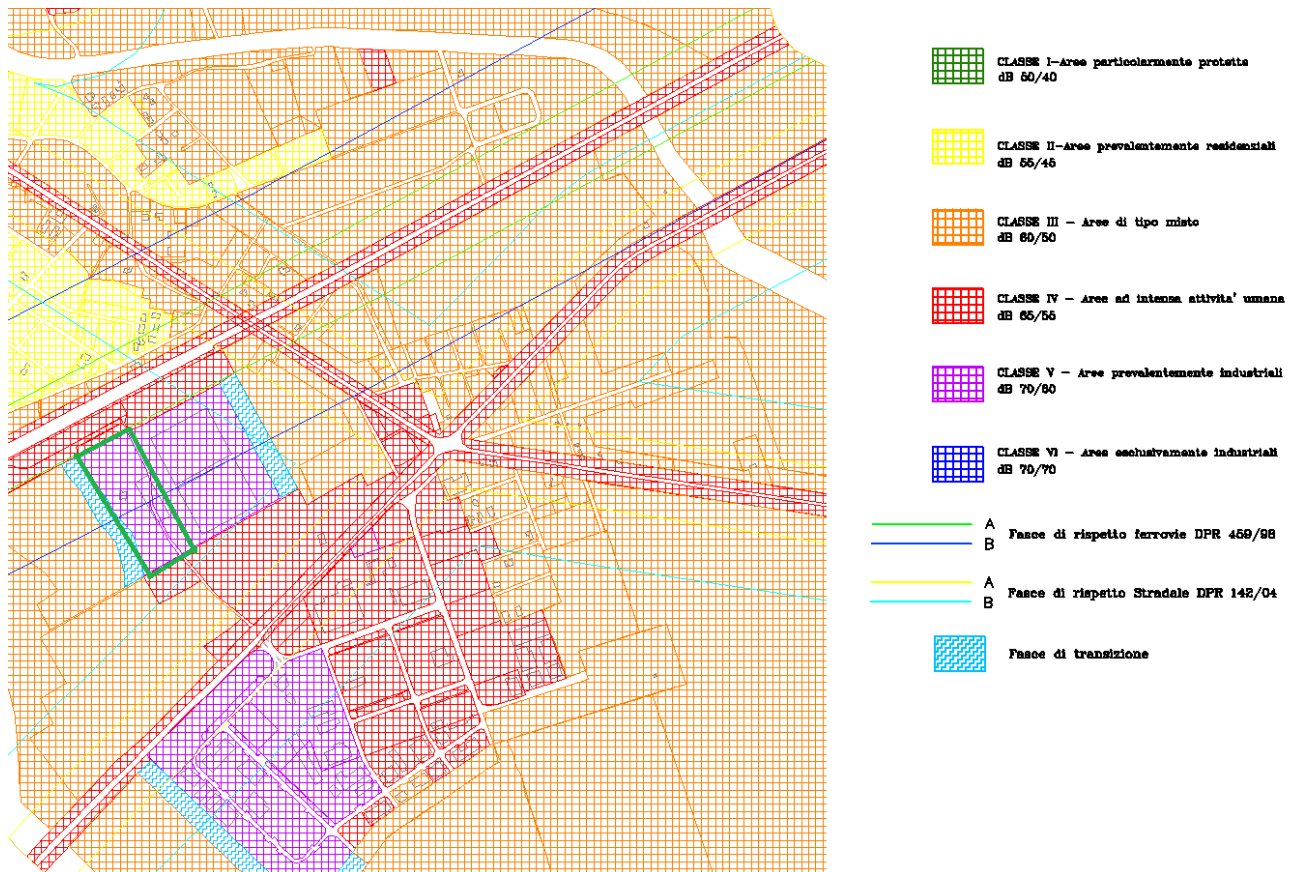 CLASSE I-Aree particolarmente protette
dB 50/40
CLASSE II-Aree prevalentemente residenziali
dB 55/45
CLASSE III - Aree di tipo misto
dB 60/50
CLASSE IV - Aree ad intensa attivita' umana
dB 65/55
CLASSE V - Aree prevalentemente industriali
dB 70/60
CLASSE VI - Aree esclusivamente industriali
dB 70/70
A
Fasce di rispetto ferrovie DPR 459/98
B
A
Fasce di rispetto Stradale DPR 142/04
B
Fasce di transizione